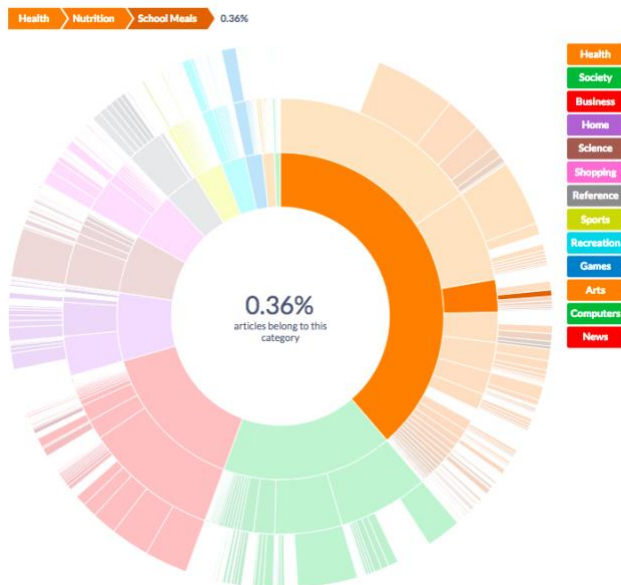 Health Nutrition School Meals 0.36%
Health
Society
Business
Home
Science
Shopping
Reference
Sports
Recreation
Games
Arts
Computers
News
0.36%
articles belong to this
category